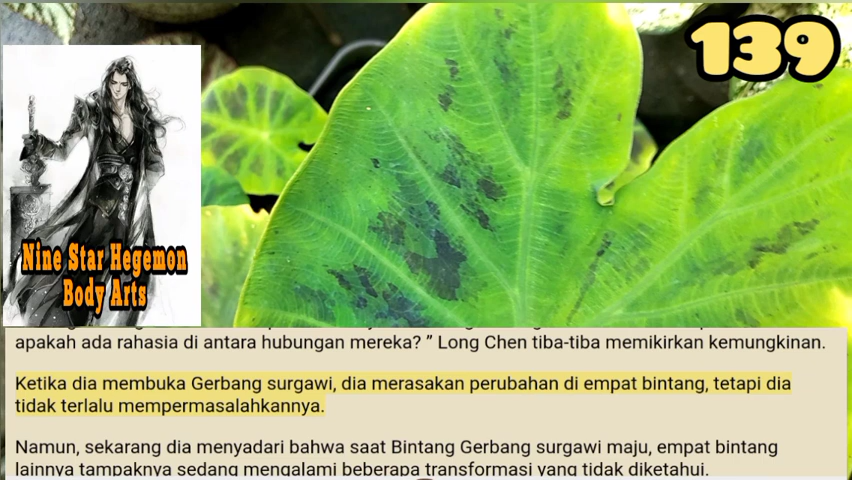 139
Nine Star Hegemon
Body Arts
apakah ada rahasia di antara hubungan mereka? ” Long Chen tiba-tiba memikirkan kemungkinan.
Ketika dia membuka Gerbang surgawi, dia merasakan perubahan di empat bintang, tetapi dia
tidak terlalu mempermasalahkannya.
Namun, sekarang dia menyadari bahwa saat Bintang Gerbang surgawi maju, empat bintang
lainnya tampaknya sedang mengalami beberapa transformasi yang tidak diketahui.